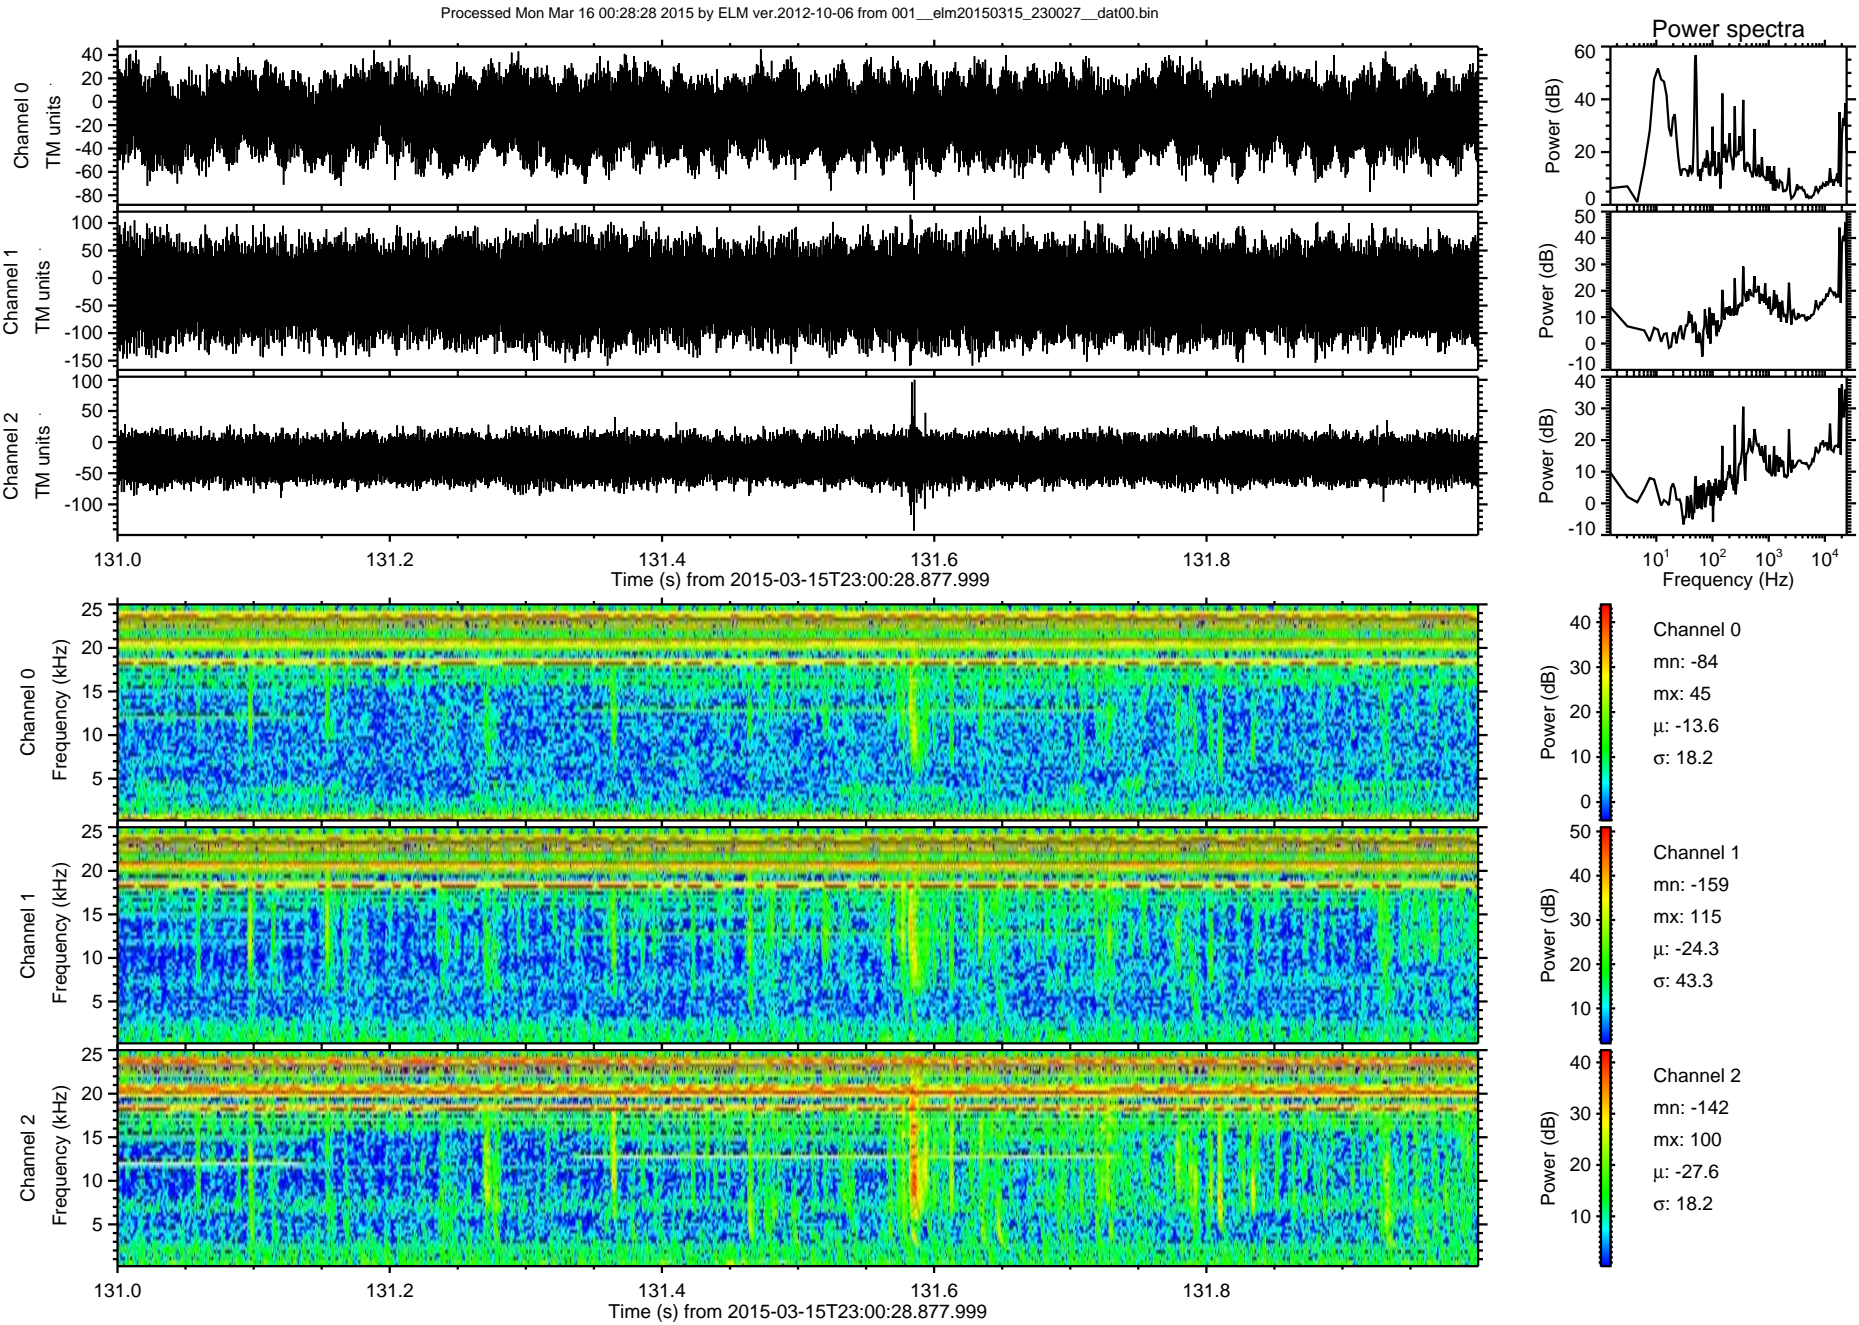 Processed Mon Mar 16 00:28:28 2015 by ELM ver.2012-10-06 from 001__elm20150315_230027__dat00.bin
Power spectra
Channel 0
TM units
40
20
0
-20
-40
-60
-80
Power (dB)
60
40
20
0
Channel 1
TM units
100
50
0
-50
-100
-150
Power (dB)
50
40
30
20
10
0
-10
Channel 2
TM units
100
50
0
-50
-100
Power (dB)
40
30
20
10
0
-10
131.0 131.2 131.4 131.6 131.8
Time (s) from 2015-03-15T23:00:28.877.999
10^1 10^2 10^3 10^4
Frequency (Hz)
Channel 0
Frequency (kHz)
25
20
15
10
5
Power (dB)
40
30
20
10
0
Channel 0
mn: -84
mx: 45
μ: -13.6
σ: 18.2
Channel 1
Frequency (kHz)
25
20
15
10
5
Power (dB)
50
40
30
20
10
Channel 1
mn: -159
mx: 115
μ: -24.3
σ: 43.3
Channel 2
Frequency (kHz)
25
20
15
10
5
Power (dB)
40
30
20
10
Channel 2
mn: -142
mx: 100
μ: -27.6
σ: 18.2
131.0 131.2 131.4 131.6 131.8
Time (s) from 2015-03-15T23:00:28.877.999